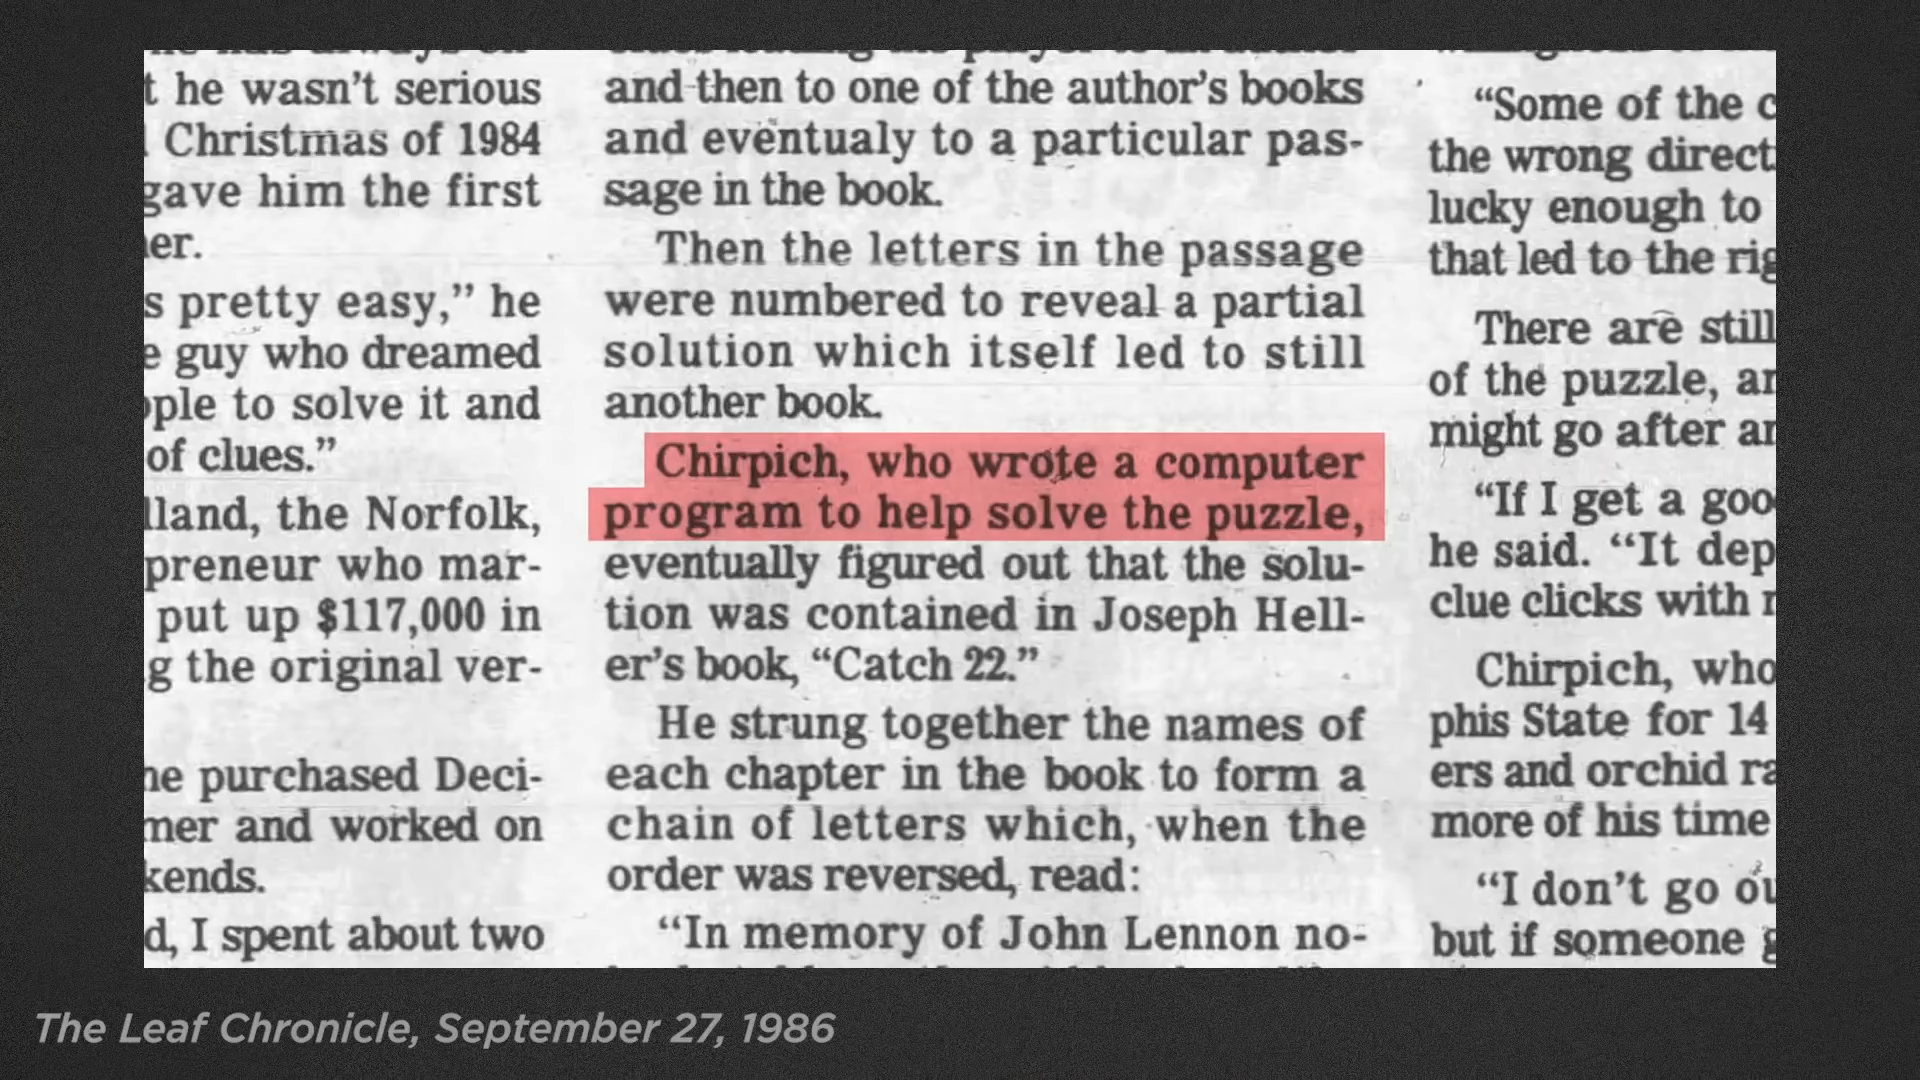 t he wasn't serious
Christmas of 1984
gave him the first
er.
s pretty easy,” he
e guy who dreamed
ople to solve it and
of clues.”
lland, the Norfolk,
preneur who mar-
put up $117,000 in
g the original ver-
he purchased Deci-
mer and worked on
kends.
d, I spent about two
and then to one of the author's books
and eventualy to a particular pas-
sage in the book.
Then the letters in the passage
were numbered to reveal a partial
solution which itself led to still
another book.
Chirpich, who wrote a computer
program to help solve the puzzle,
eventually figured out that the solu-
tion was contained in Joseph Hell-
er's book, “Catch 22.”
He strung together the names of
each chapter in the book to form a
chain of letters which, when the
order was reversed, read:
“In memory of John Lennon no-
“Some of the c
the wrong direct
lucky enough to
that led to the rig
There are still
of the puzzle, an
might go after an
“If I get a goo
he said. “It dep
clue clicks with r
Chirpich, who
phis State for 14
ers and orchid ra
more of his time
“I don't go ou
but if someone g
The Leaf Chronicle, September 27, 1986